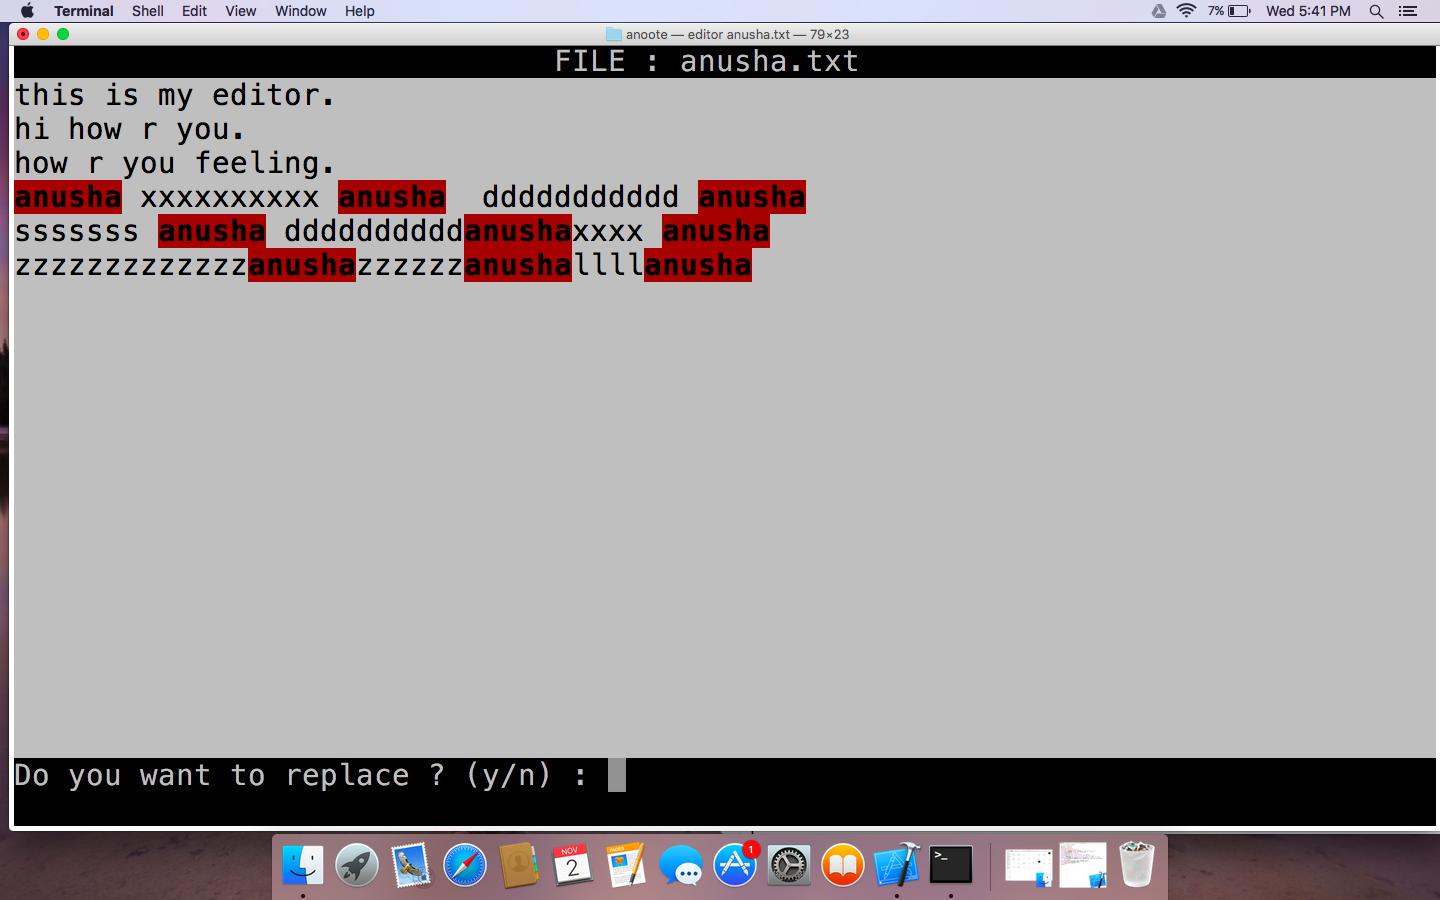 Terminal Shell Edit View Window Help 7% Wed 5:41 PM
anoote — editor anusha.txt — 79×23
FILE : anusha.txt
this is my editor.
hi how r you.
how r you feeling.
anusha xxxxxxxxxx anusha  ddddddddddd anusha
sssssss anusha ddddddddddanushaxxxx anusha
zzzzzzzzzzzzzanushazzzzzzanushallllanusha
Do you want to replace ? (y/n) :
NOV
2
PAGES
1
>_